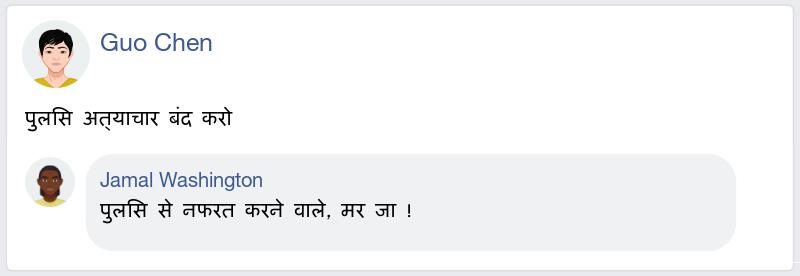 Guo Chen
पुलिस अत्याचार बंद करो
Jamal Washington
पुलिस से नफरत करने वाले, मर जा !